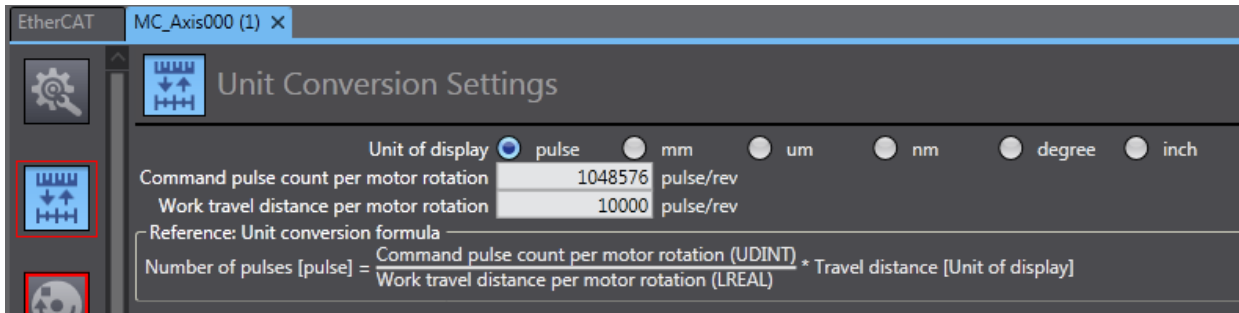 EtherCAT MC_Axis000 (1) ×
Unit Conversion Settings
Unit of display pulse mm um nm degree inch
Command pulse count per motor rotation 1048576 pulse/rev
Work travel distance per motor rotation 10000 pulse/rev
Reference: Unit conversion formula
Number of pulses [pulse] = Command pulse count per motor rotation (UDINT) * Travel distance [Unit of display]
Work travel distance per motor rotation (LREAL)